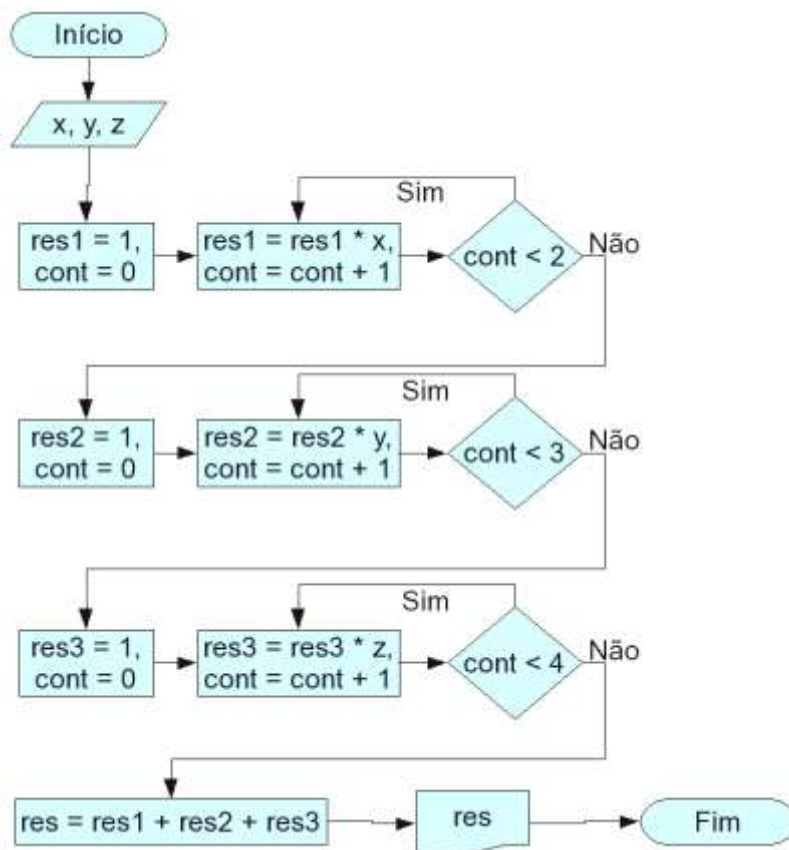 Início
x, y, z
Sim
res1 = 1,
cont = 0
res1 = res1 * x,
cont = cont + 1
cont < 2
Não
Sim
res2 = 1,
cont = 0
res2 = res2 * y,
cont = cont + 1
cont < 3
Não
Sim
res3 = 1,
cont = 0
res3 = res3 * z,
cont = cont + 1
cont < 4
Não
res = res1 + res2 + res3
res
Fim